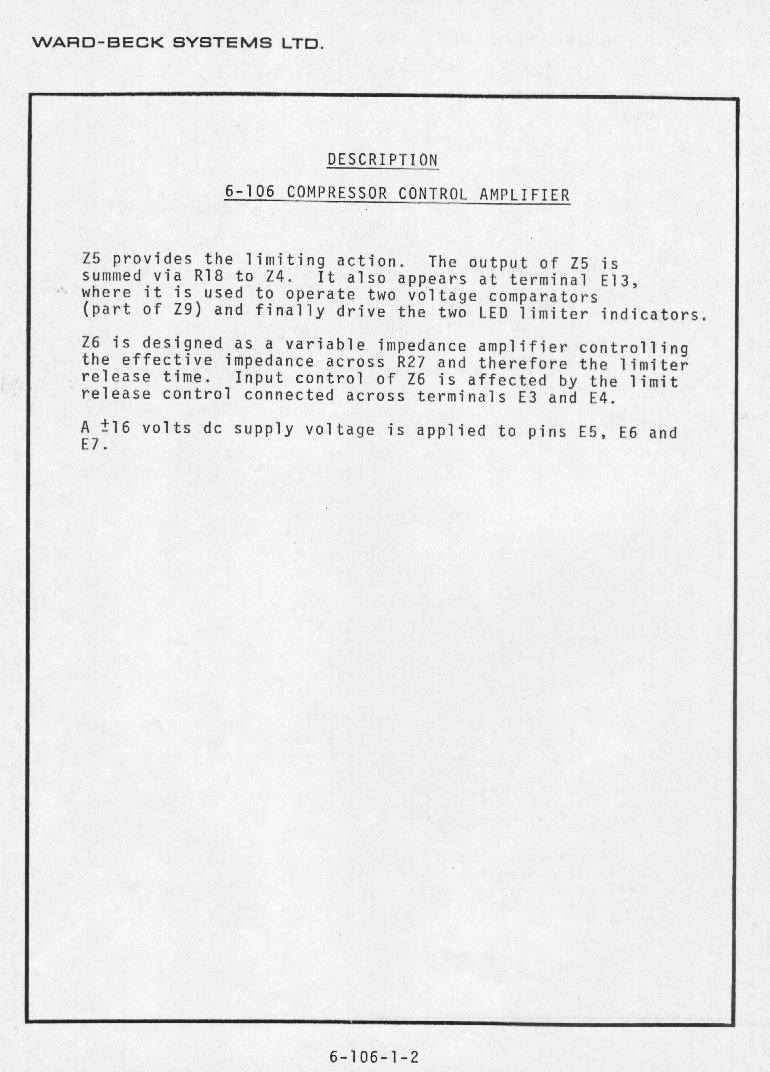 WARD-BECK SYSTEMS LTD.
DESCRIPTION
6-106 COMPRESSOR CONTROL AMPLIFIER
Z5 provides the limiting action. The output of Z5 is
summed via R18 to Z4. It also appears at terminal E13,
where it is used to operate two voltage comparators
(part of Z9) and finally drive the two LED limiter indicators.
Z6 is designed as a variable impedance amplifier controlling
the effective impedance across R27 and therefore the limiter
release time. Input control of Z6 is affected by the limit
release control connected across terminals E3 and E4.
A ±16 volts dc supply voltage is applied to pins E5, E6 and
E7.
6-106-1-2